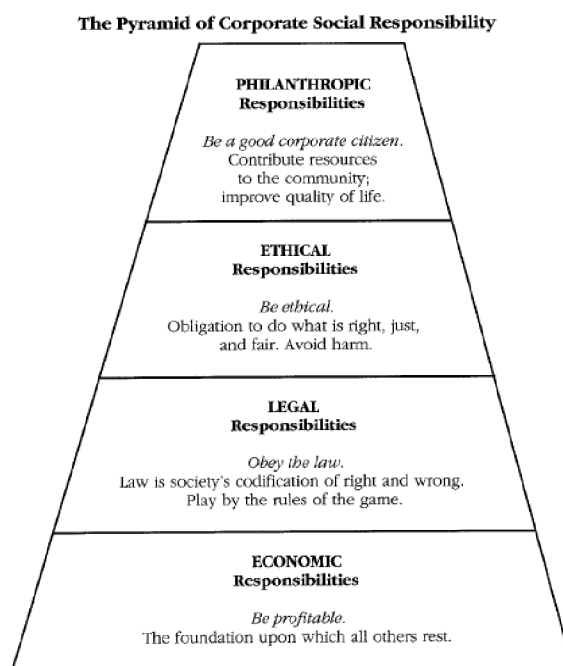 The Pyramid of Corporate Social Responsibility
PHILANTHROPIC
Responsibilities
Be a good corporate citizen.
Contribute resources
to the community;
improve quality of life.
ETHICAL
Responsibilities
Be ethical.
Obligation to do what is right, just,
and fair. Avoid harm.
LEGAL
Responsibilities
Obey the law.
Law is society's codification of right and wrong.
Play by the rules of the game.
ECONOMIC
Responsibilities
Be profitable.
The foundation upon which all others rest.